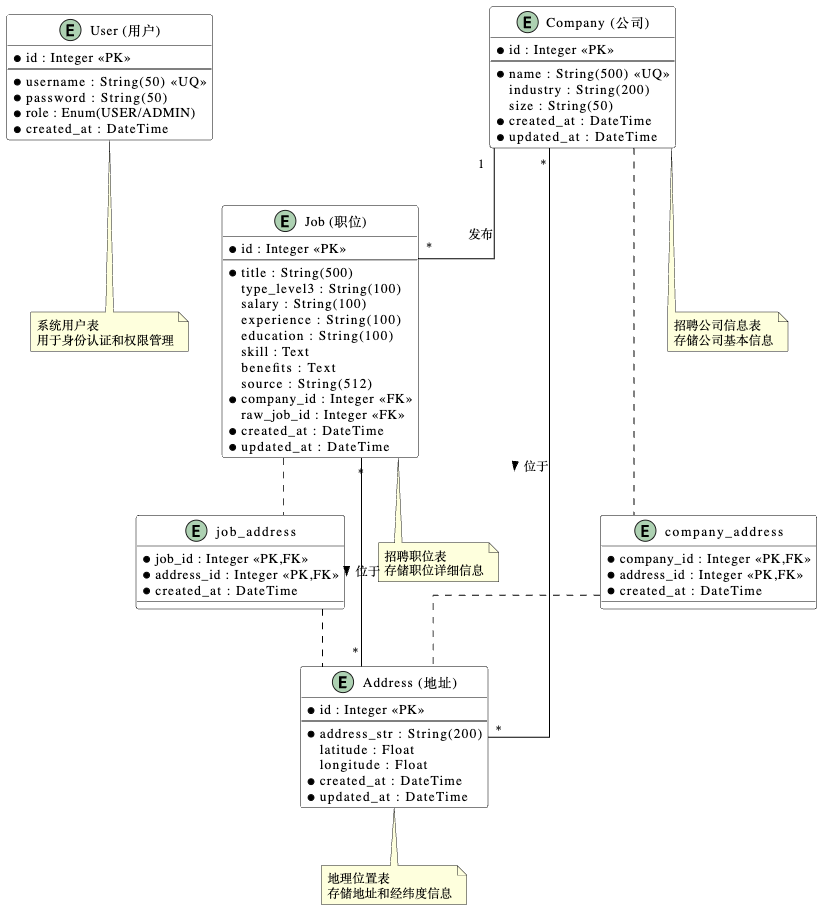 E User (用户)
id : Integer «PK»
username : String(50) «UQ»
password : String(50)
role : Enum(USER/ADMIN)
created_at : DateTime
E Company (公司)
id : Integer «PK»
name : String(500) «UQ»
industry : String(200)
size : String(50)
created_at : DateTime
updated_at : DateTime
1
*
发布
*
E Job (职位)
id : Integer «PK»
title : String(500)
type_level3 : String(100)
salary : String(100)
experience : String(100)
education : String(100)
skill : Text
benefits : Text
source : String(512)
company_id : Integer «FK»
raw_job_id : Integer «FK»
created_at : DateTime
updated_at : DateTime
系统用户表
用于身份认证和权限管理
招聘公司信息表
存储公司基本信息
*
位于
E job_address
job_id : Integer «PK,FK»
address_id : Integer «PK,FK»
created_at : DateTime
位于
招聘职位表
存储职位详细信息
E company_address
company_id : Integer «PK,FK»
address_id : Integer «PK,FK»
created_at : DateTime
*
E Address (地址)
id : Integer «PK»
address_str : String(200)
latitude : Float
longitude : Float
created_at : DateTime
updated_at : DateTime
*
地理位置表
存储地址和经纬度信息